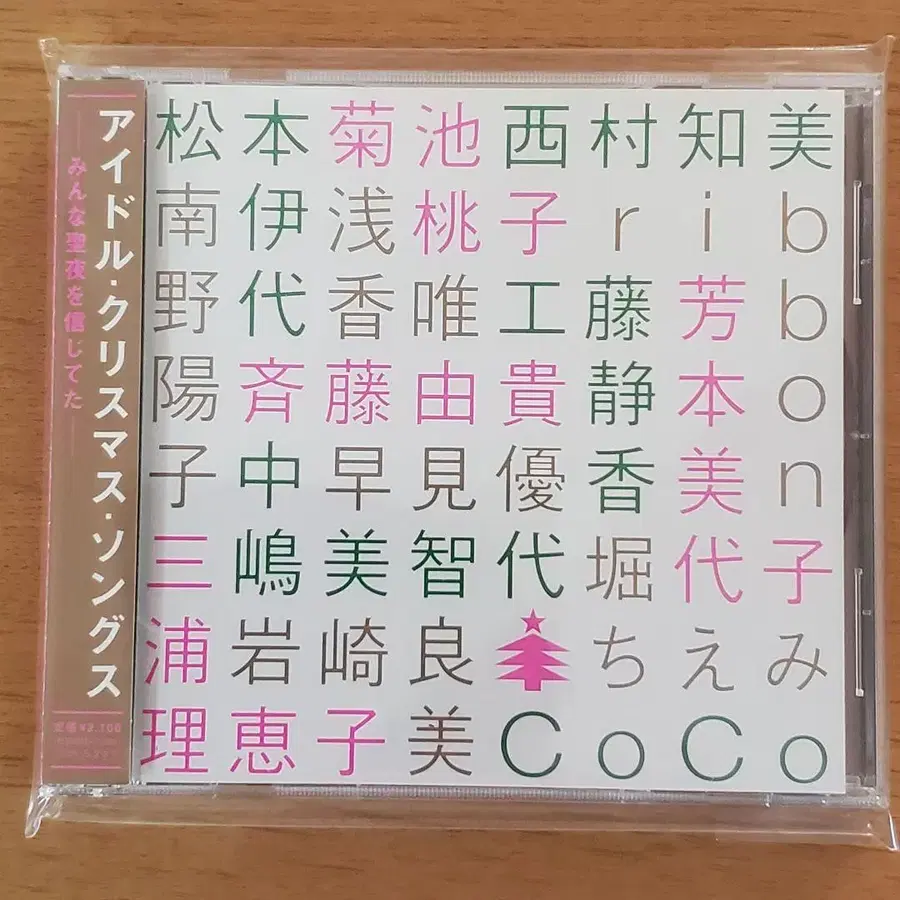 アイドル・クリスマス・ソングス
みんな聖夜を信じてた
定価¥2,100
松本菊池西村知美
南伊浅桃子rib
野代香唯工藤芳b
陽斉藤由貴静本o
子中早見優香美n
三嶋美智代堀代子
浦岩崎良ちえみ
理恵子美CoCo